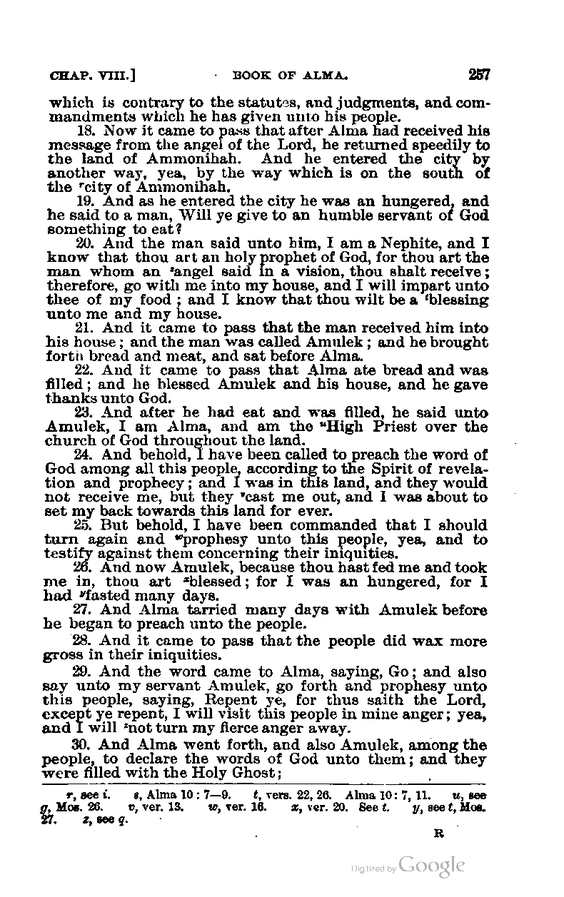 CHAP. VIII.] BOOK OF ALMA. 257
which is contrary to the statutes, and judgments, and com-
mandments which he has given unto his people.
18. Now it came to pass that after Alma had received his
message from the angel of the Lord, he returned speedily to
the land of Ammonihah. And he entered the city by
another way, yea, by the way which is on the south of
the ʳcity of Ammonihah.
19. And as he entered the city he was an hungered, and
he said to a man, Will ye give to an humble servant of God
something to eat?
20. And the man said unto him, I am a Nephite, and I
know that thou art an holy prophet of God, for thou art the
man whom an ˢangel said in a vision, thou shalt receive;
therefore, go with me into my house, and I will impart unto
thee of my food; and I know that thou wilt be a ᵗblessing
unto me and my house.
21. And it came to pass that the man received him into
his house; and the man was called Amulek; and he brought
forth bread and meat, and sat before Alma.
22. And it came to pass that Alma ate bread and was
filled; and he blessed Amulek and his house, and he gave
thanks unto God.
23. And after he had eat and was filled, he said unto
Amulek, I am Alma, and am the ᵘHigh Priest over the
church of God throughout the land.
24. And behold, I have been called to preach the word of
God among all this people, according to the Spirit of revela-
tion and prophecy; and I was in this land, and they would
not receive me, but they ᵛcast me out, and I was about to
set my back towards this land for ever.
25. But behold, I have been commanded that I should
turn again and ʷprophesy unto this people, yea, and to
testify against them concerning their iniquities.
26. And now Amulek, because thou hast fed me and took
me in, thou art ˣblessed; for I was an hungered, for I
had ʸfasted many days.
27. And Alma tarried many days with Amulek before
he began to preach unto the people.
28. And it came to pass that the people did wax more
gross in their iniquities.
29. And the word came to Alma, saying, Go; and also
say unto my servant Amulek, go forth and prophesy unto
this people, saying, Repent ye, for thus saith the Lord,
except ye repent, I will visit this people in mine anger; yea,
and I will ᶻnot turn my fierce anger away.
30. And Alma went forth, and also Amulek, among the
people, to declare the words of God unto them; and they
were filled with the Holy Ghost;
r, see i. s, Alma 10: 7—9. t, vers. 22, 26. Alma 10: 7, 11. u, see
g, Mos. 26. v, ver. 13. w, ver. 16. x, ver. 20. See t. y, see t, Mos.
27. z, see q.
R
Digitized by Google